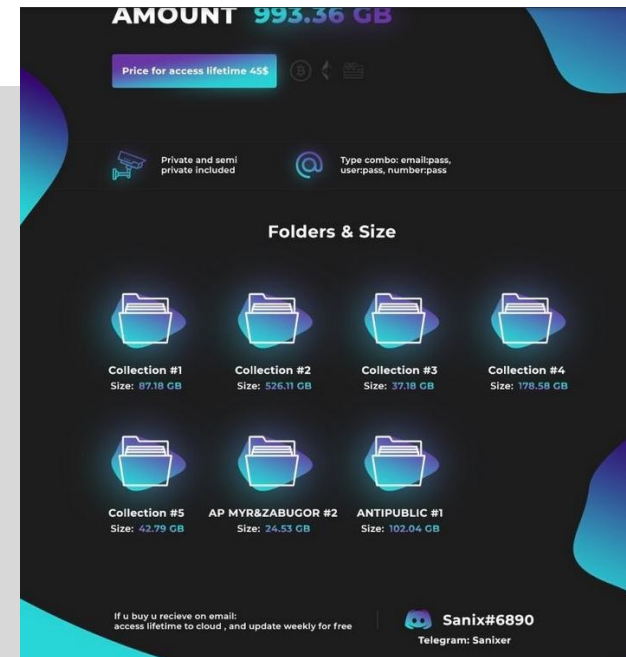 AMOUNT 993.36 GB
Price for access lifetime 45$
Private and semi
private included
Type combo: email:pass,
user:pass, number:pass
Folders & Size
Collection #1
Size: 87.18 GB
Collection #2
Size: 526.11 GB
Collection #3
Size: 37.18 GB
Collection #4
Size: 178.58 GB
Collection #5
Size: 42.79 GB
AP MYR&ZABUGOR #2
Size: 24.53 GB
ANTIPUBLIC #1
Size: 102.04 GB
If u buy u recieve on email:
access lifetime to cloud , and update weekly for free
Sanix#6890
Telegram: Sanixer